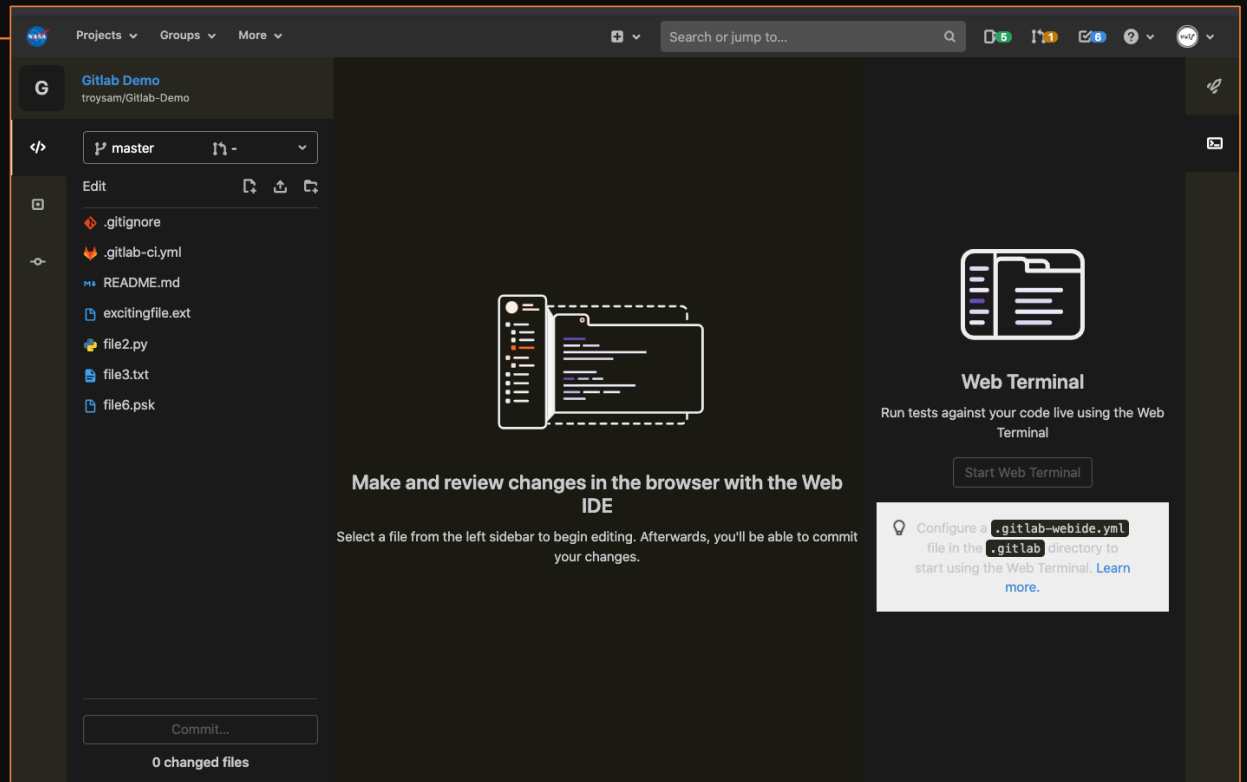 NASA
Projects
Groups
More
Search or jump to...
5
1
6
G
Gitlab Demo
troysam/Gitlab-Demo
master
-
Edit
.gitignore
.gitlab-ci.yml
README.md
excitingfile.ext
file2.py
file3.txt
file6.psk
Commit...
0 changed files
Make and review changes in the browser with the Web
IDE
Select a file from the left sidebar to begin editing. Afterwards, you'll be able to commit
your changes.
Web Terminal
Run tests against your code live using the Web
Terminal
Start Web Terminal
Configure a .gitlab-webide.yml
file in the .gitlab directory to
start using the Web Terminal. Learn
more.